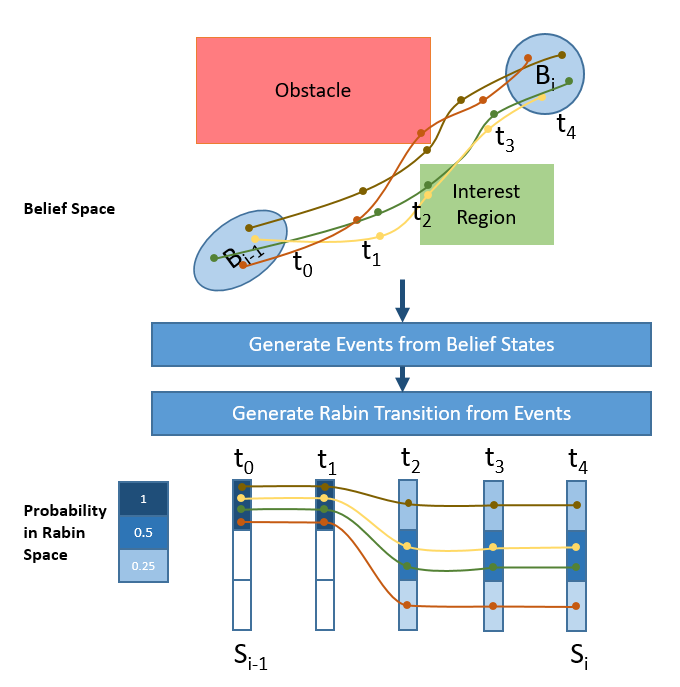 Obstacle
B_i
t_4
t_3
Interest
Region
t_2
Belief Space
B_i-1
t_0
t_1
Generate Events from Belief States
Generate Rabin Transition from Events
t_0
t_1
t_2
t_3
t_4
Probability
in Rabin
Space
1
0.5
0.25
S_i-1
S_i